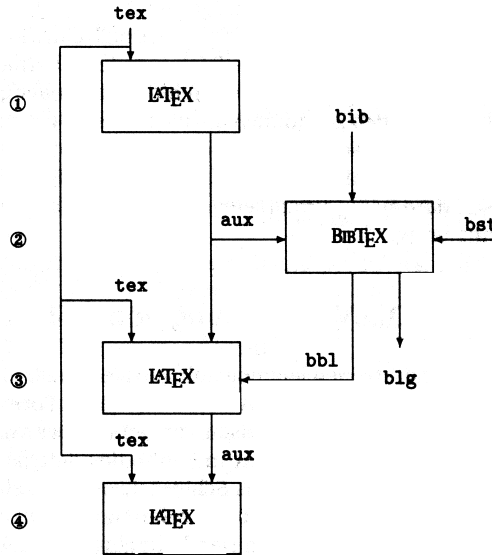 tex
① LATEX
bib
aux
② BIBTEX bst
tex
bbl
blg
③ LATEX
tex aux
④ LATEX